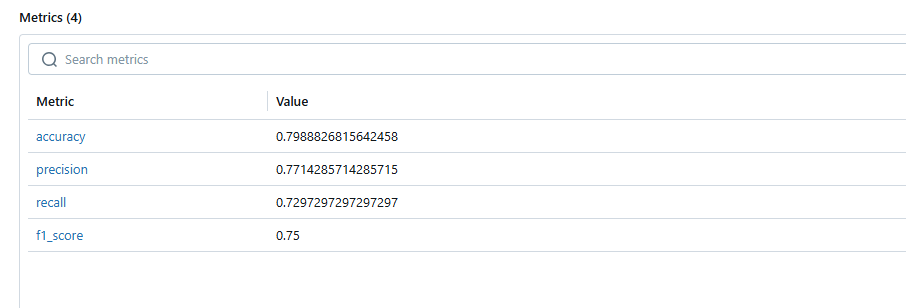 Metrics (4)
Search metrics
Metric Value
accuracy 0.7988826815642458
precision 0.7714285714285715
recall 0.7297297297297297
f1_score 0.75